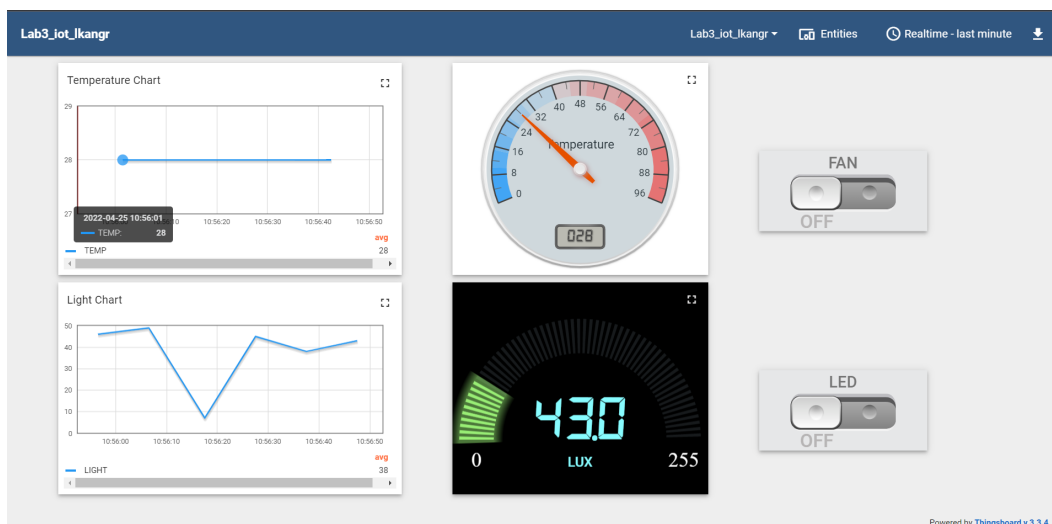 Lab3_iot_lkangr
Lab3_iot_lkangr
Entities
Realtime - last minute
Temperature Chart
29
28
27
10:56:20
10:56:30
10:56:40
10:56:50
2022-04-25 10:56:01
TEMP: 28
avg
TEMP 28
0
8
16
24
32
40
48
56
64
72
80
88
96
Temperature
028
FAN
OFF
Light Chart
50
40
30
20
10
0
10:56:00
10:56:10
10:56:20
10:56:30
10:56:40
10:56:50
avg
LIGHT 38
43.0
0
LUX
255
LED
OFF
Powered by Thingsboard v.3.3.4